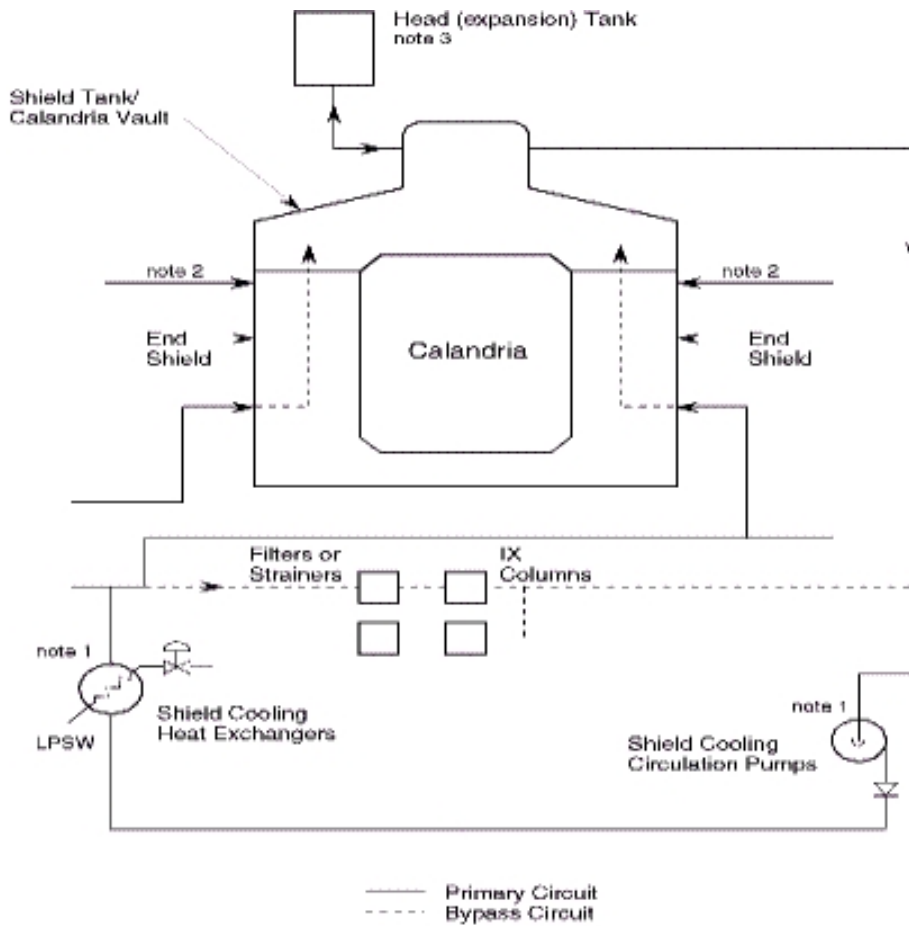 Head (expansion) Tank
note 3
Shield Tank/
Calandria Vault
note 2
note 2
End
Shield
Calandria
End
Shield
Filters or
Strainers
IX
Columns
note 1
LPSW
Shield Cooling
Heat Exchangers
note 1
Shield Cooling
Circulation Pumps
Primary Circuit
Bypass Circuit